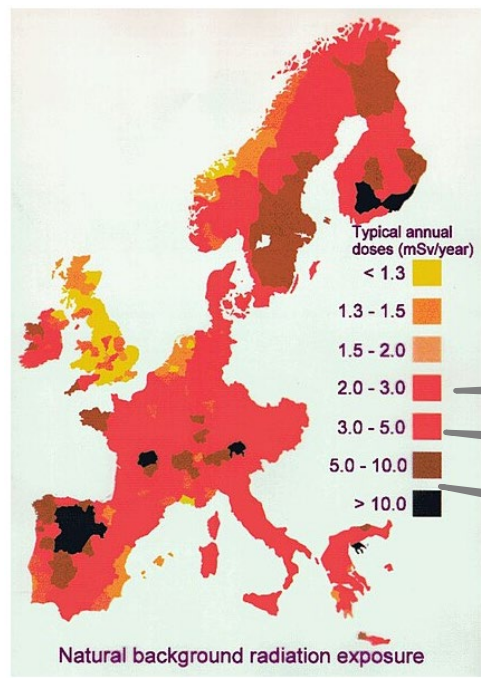 Typical annual
doses (mSv/year)
< 1.3
1.3 - 1.5
1.5 - 2.0
2.0 - 3.0
3.0 - 5.0
5.0 - 10.0
> 10.0
Natural background radiation exposure